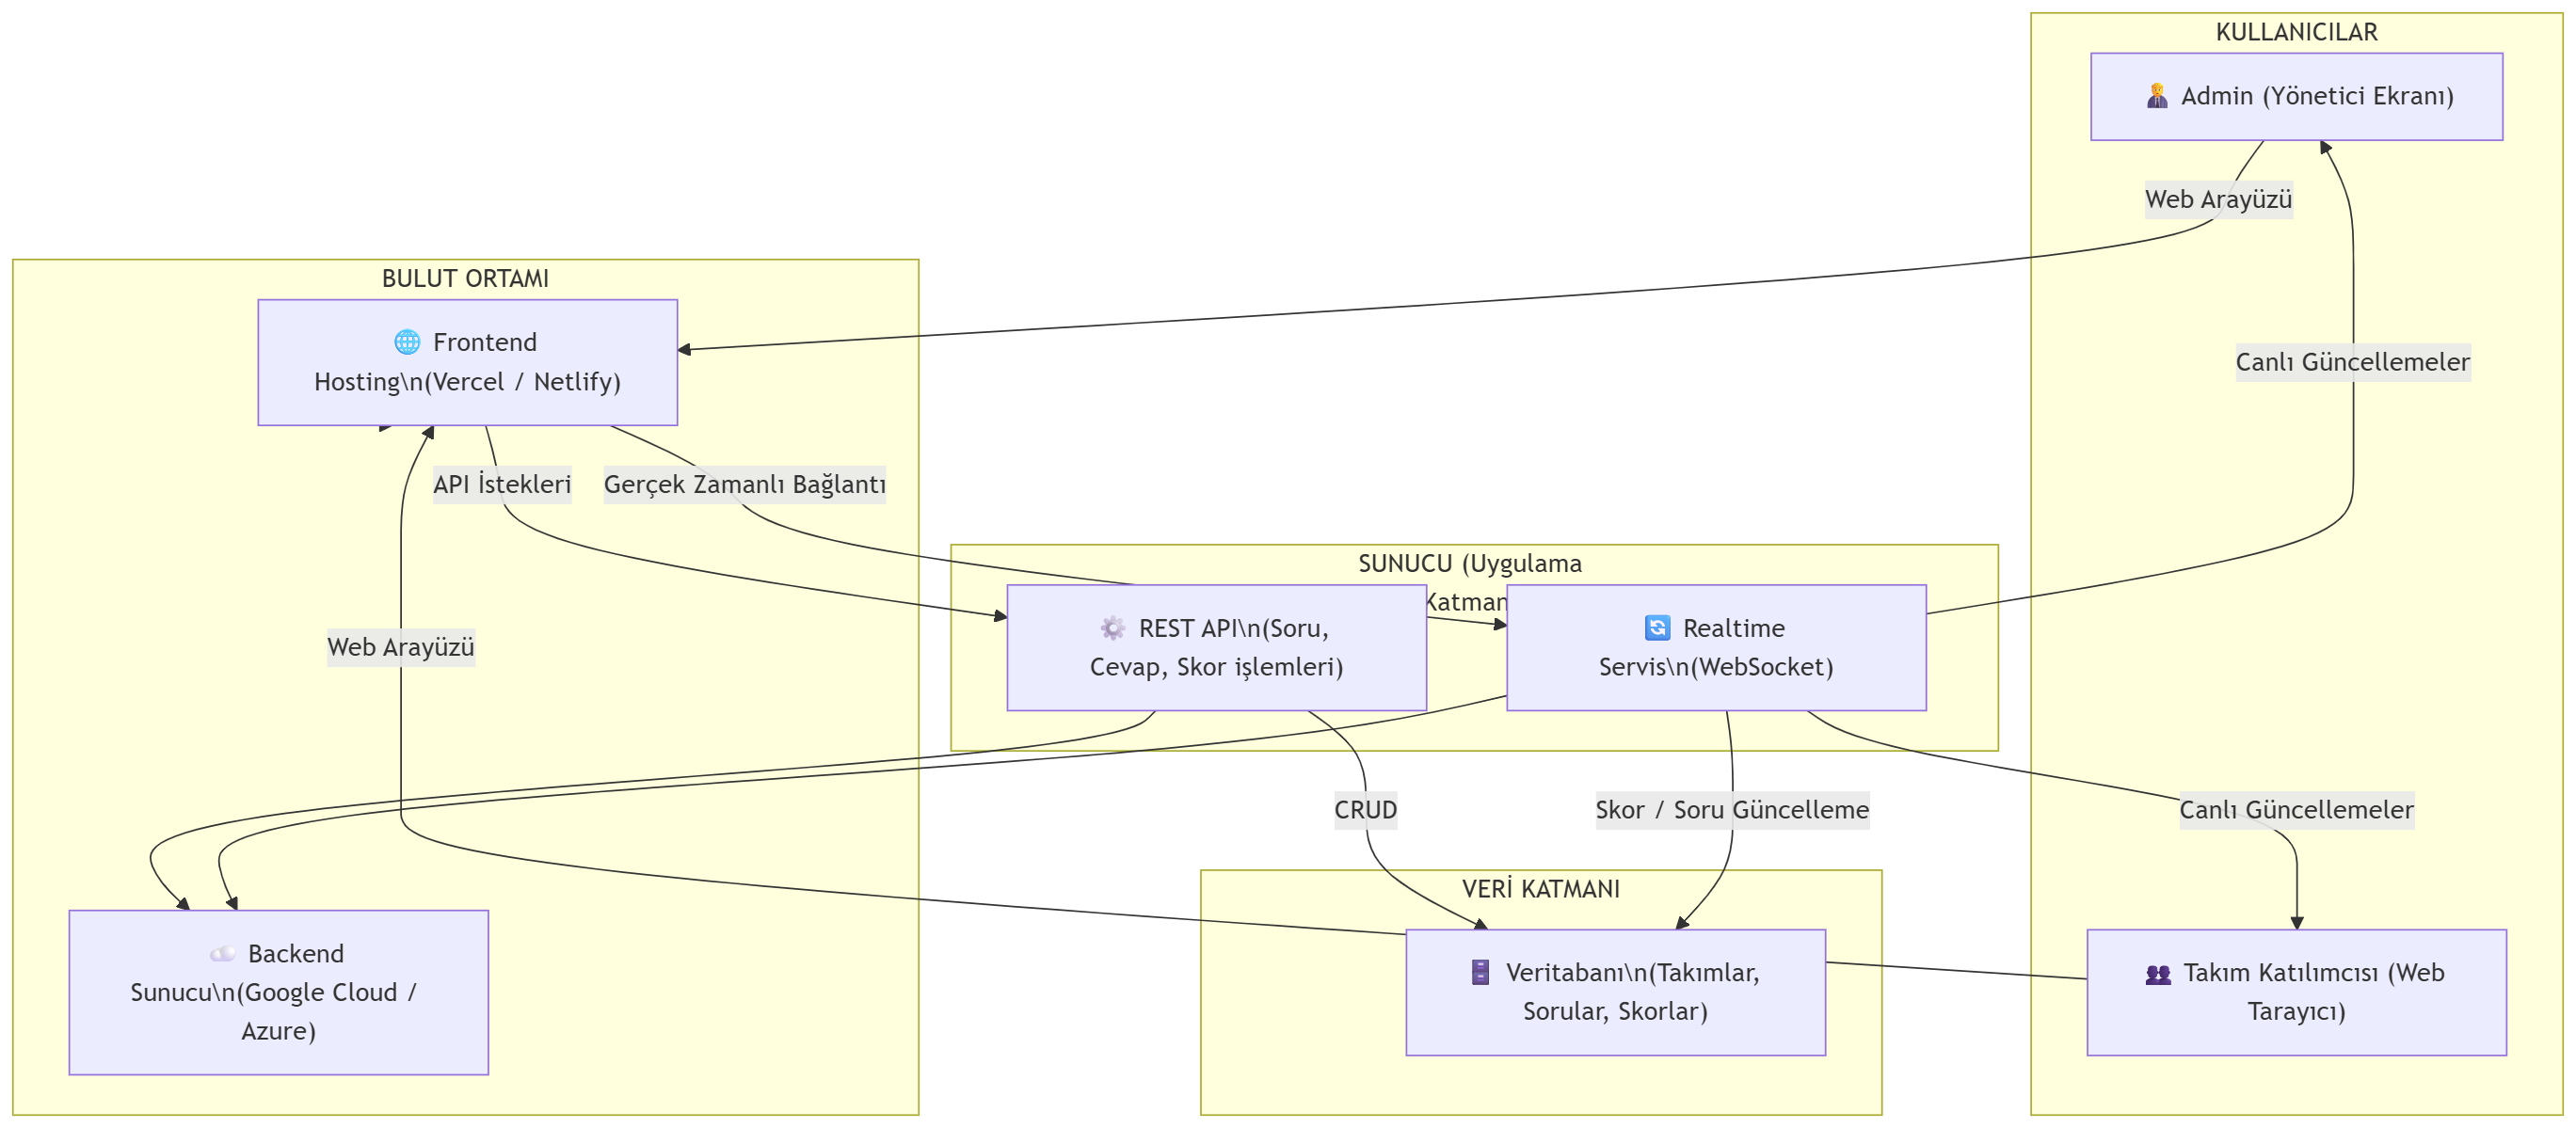 KULLANICILAR
👨‍💼 Admin (Yönetici Ekranı)
Web Arayüzü
BULUT ORTAMI
🌐 Frontend
Hosting\n(Vercel / Netlify)
Canlı Güncellemeler
API İstekleri
Gerçek Zamanlı Bağlantı
SUNUCU (Uygulama
Katman
⚙️ REST API\n(Soru,
Cevap, Skor işlemleri)
🔄 Realtime
Servis\n(WebSocket)
Web Arayüzü
CRUD
Skor / Soru Güncelleme
Canlı Güncellemeler
VERİ KATMANI
☁️ Backend
Sunucu\n(Google Cloud /
Azure)
🗄️ Veritabanı\n(Takımlar,
Sorular, Skorlar)
👥 Takım Katılımcısı (Web
Tarayıcı)